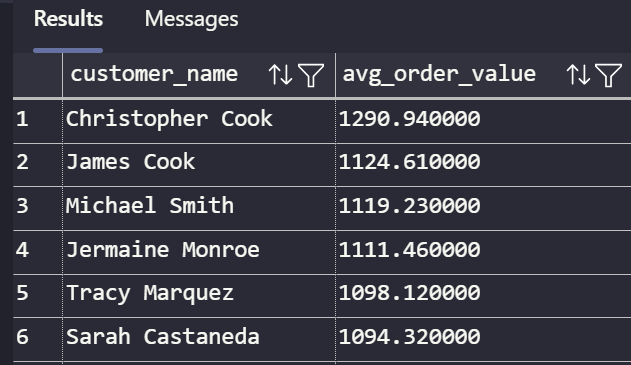 Results Messages
customer_name avg_order_value
1 Christopher Cook 1290.940000
2 James Cook 1124.610000
3 Michael Smith 1119.230000
4 Jermaine Monroe 1111.460000
5 Tracy Marquez 1098.120000
6 Sarah Castaneda 1094.320000